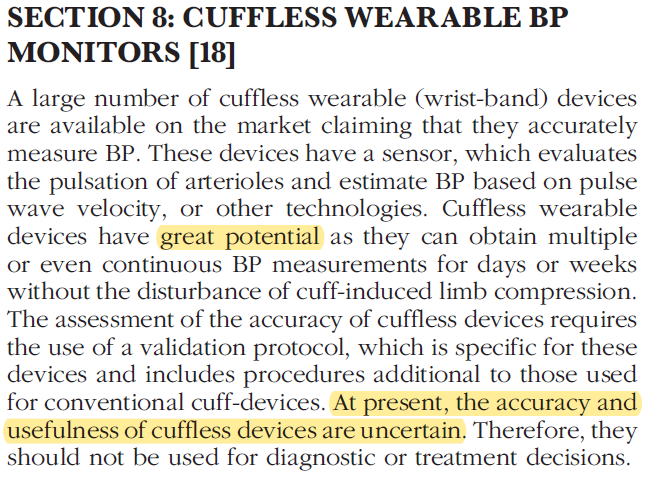 SECTION 8: CUFFLESS WEARABLE BP
MONITORS [18]
A large number of cuffless wearable (wrist-band) devices
are available on the market claiming that they accurately
measure BP. These devices have a sensor, which evaluates
the pulsation of arterioles and estimate BP based on pulse
wave velocity, or other technologies. Cuffless wearable
devices have great potential as they can obtain multiple
or even continuous BP measurements for days or weeks
without the disturbance of cuff-induced limb compression.
The assessment of the accuracy of cuffless devices requires
the use of a validation protocol, which is specific for these
devices and includes procedures additional to those used
for conventional cuff-devices. At present, the accuracy and
usefulness of cuffless devices are uncertain. Therefore, they
should not be used for diagnostic or treatment decisions.